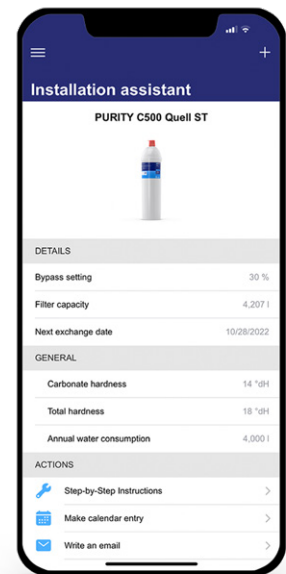 Installation assistant
PURITY C500 Quell ST
DETAILS
Bypass setting 30 %
Filter capacity 4,207 l
Next exchange date 10/28/2022
GENERAL
Carbonate hardness 14 °dH
Total hardness 18 °dH
Annual water consumption 4,000 l
ACTIONS
Step-by-Step Instructions
Make calendar entry
Write an email